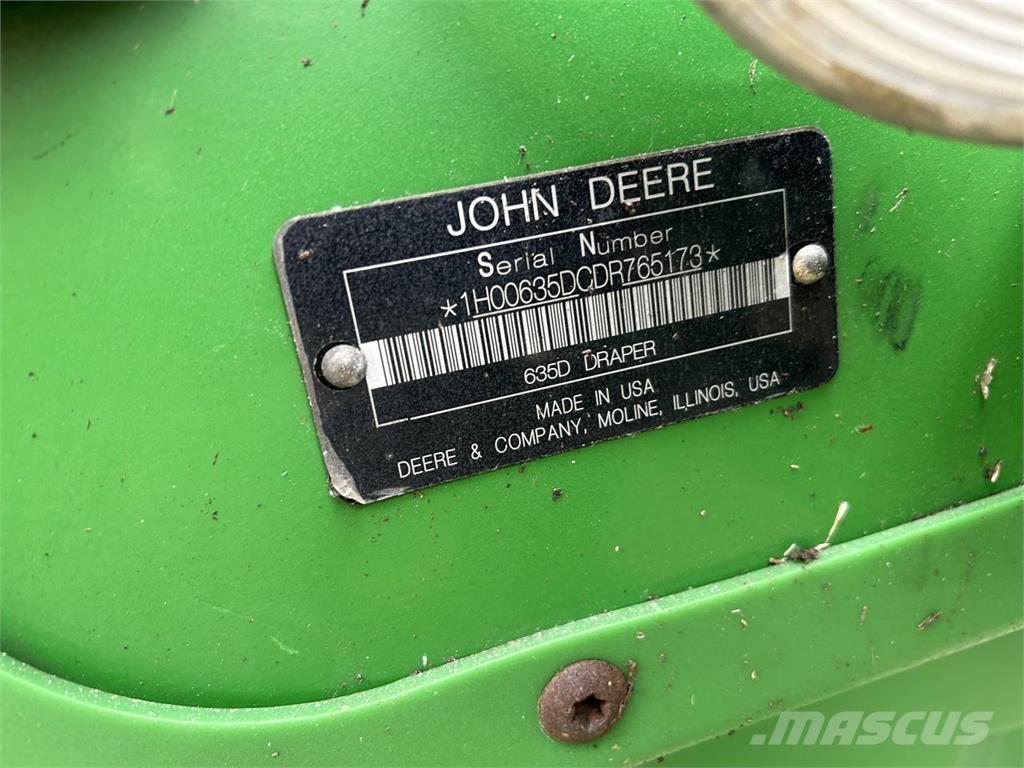 JOHN DEERE
Serial Number
*1H00635DCDR765173*
635D DRAPER
MADE IN USA
DEERE & COMPANY, MOLINE, ILLINOIS, USA
MASCUS